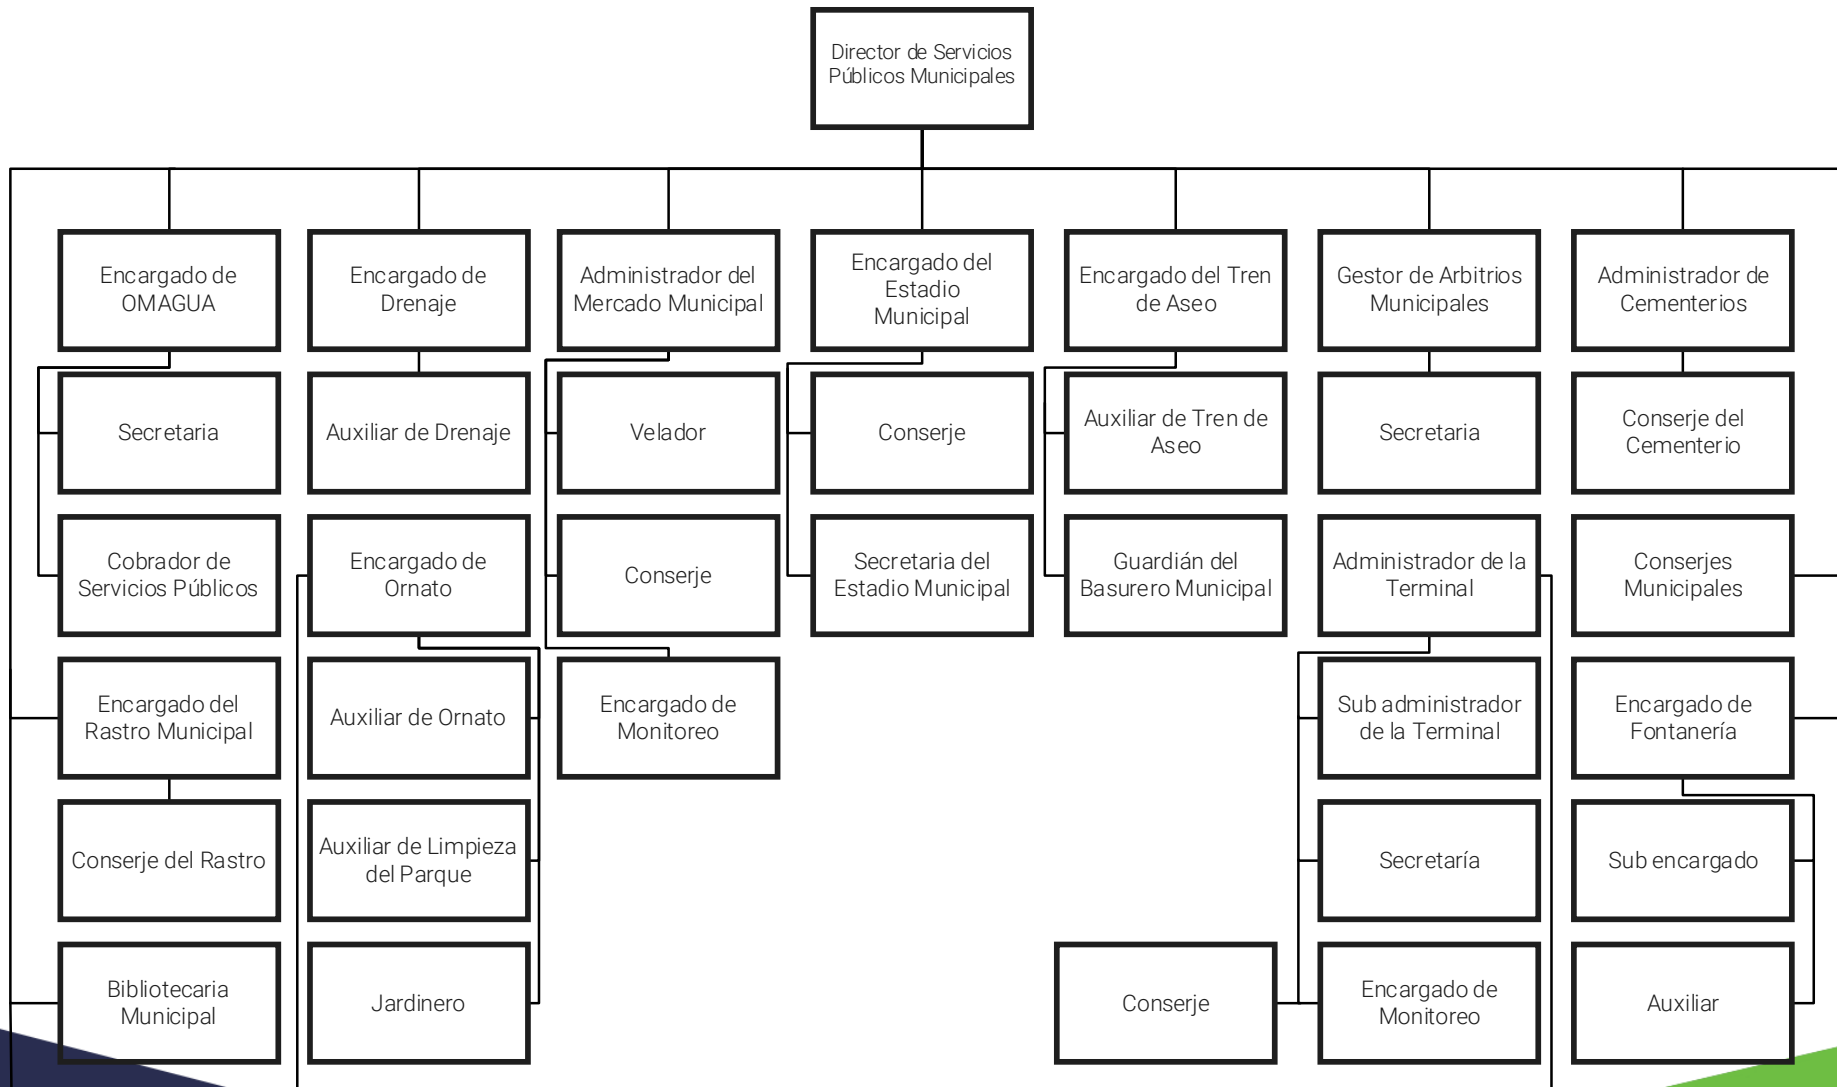 Director de Servicios
Públicos Municipales
Encargado de
OMAGUA
Encargado de
Drenaje
Administrador del
Mercado Municipal
Encargado del
Estadio
Municipal
Encargado del Tren
de Aseo
Gestor de Arbitrios
Municipales
Administrador de
Cementerios
Secretaria
Auxiliar de Drenaje
Velador
Conserje
Auxiliar de Tren de
Aseo
Secretaria
Conserje del
Cementerio
Cobrador de
Servicios Públicos
Encargado de
Ornato
Conserje
Secretaria del
Estadio Municipal
Guardián del
Basurero Municipal
Administrador de la
Terminal
Conserjes
Municipales
Encargado del
Rastro Municipal
Auxiliar de Ornato
Encargado de
Monitoreo
Sub administrador
de la Terminal
Encargado de
Fontanería
Conserje del Rastro
Auxiliar de Limpieza
del Parque
Secretaría
Sub encargado
Bibliotecaria
Municipal
Jardinero
Conserje
Encargado de
Monitoreo
Auxiliar